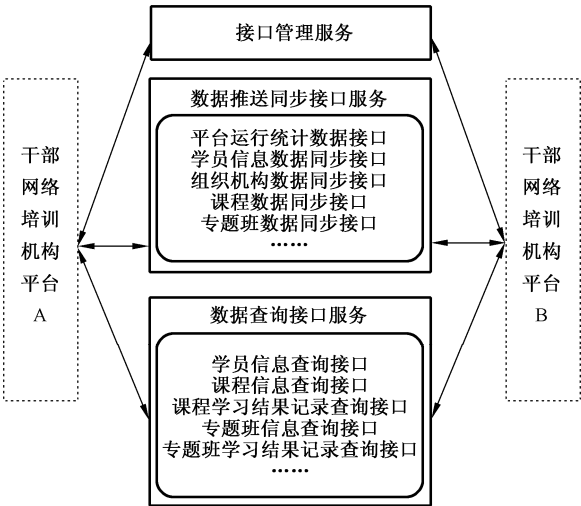 接口管理服务
数据推送同步接口服务
平台运行统计数据接口
学员信息数据同步接口
组织机构数据同步接口
课程数据同步接口
专题班数据同步接口
……
干部
网络
培训
机构
平台
A
干部
网络
培训
机构
平台
B
数据查询接口服务
学员信息查询接口
课程信息查询接口
课程学习结果记录查询接口
专题班信息查询接口
专题班学习结果记录查询接口
……